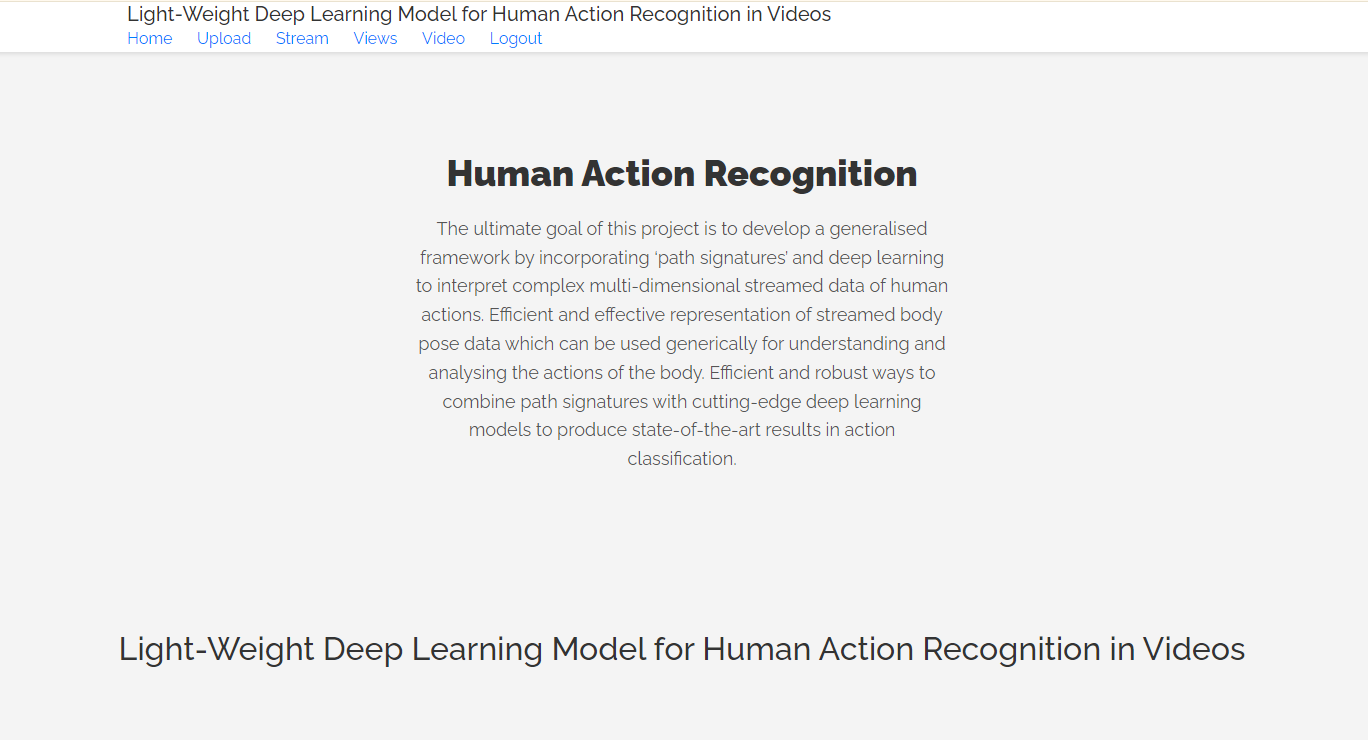 Light-Weight Deep Learning Model for Human Action Recognition in Videos
Home Upload Stream Views Video Logout
Human Action Recognition
The ultimate goal of this project is to develop a generalised
framework by incorporating ‘path signatures’ and deep learning
to interpret complex multi-dimensional streamed data of human
actions. Efficient and effective representation of streamed body
pose data which can be used generically for understanding and
analysing the actions of the body. Efficient and robust ways to
combine path signatures with cutting-edge deep learning
models to produce state-of-the-art results in action
classification.
Light-Weight Deep Learning Model for Human Action Recognition in Videos